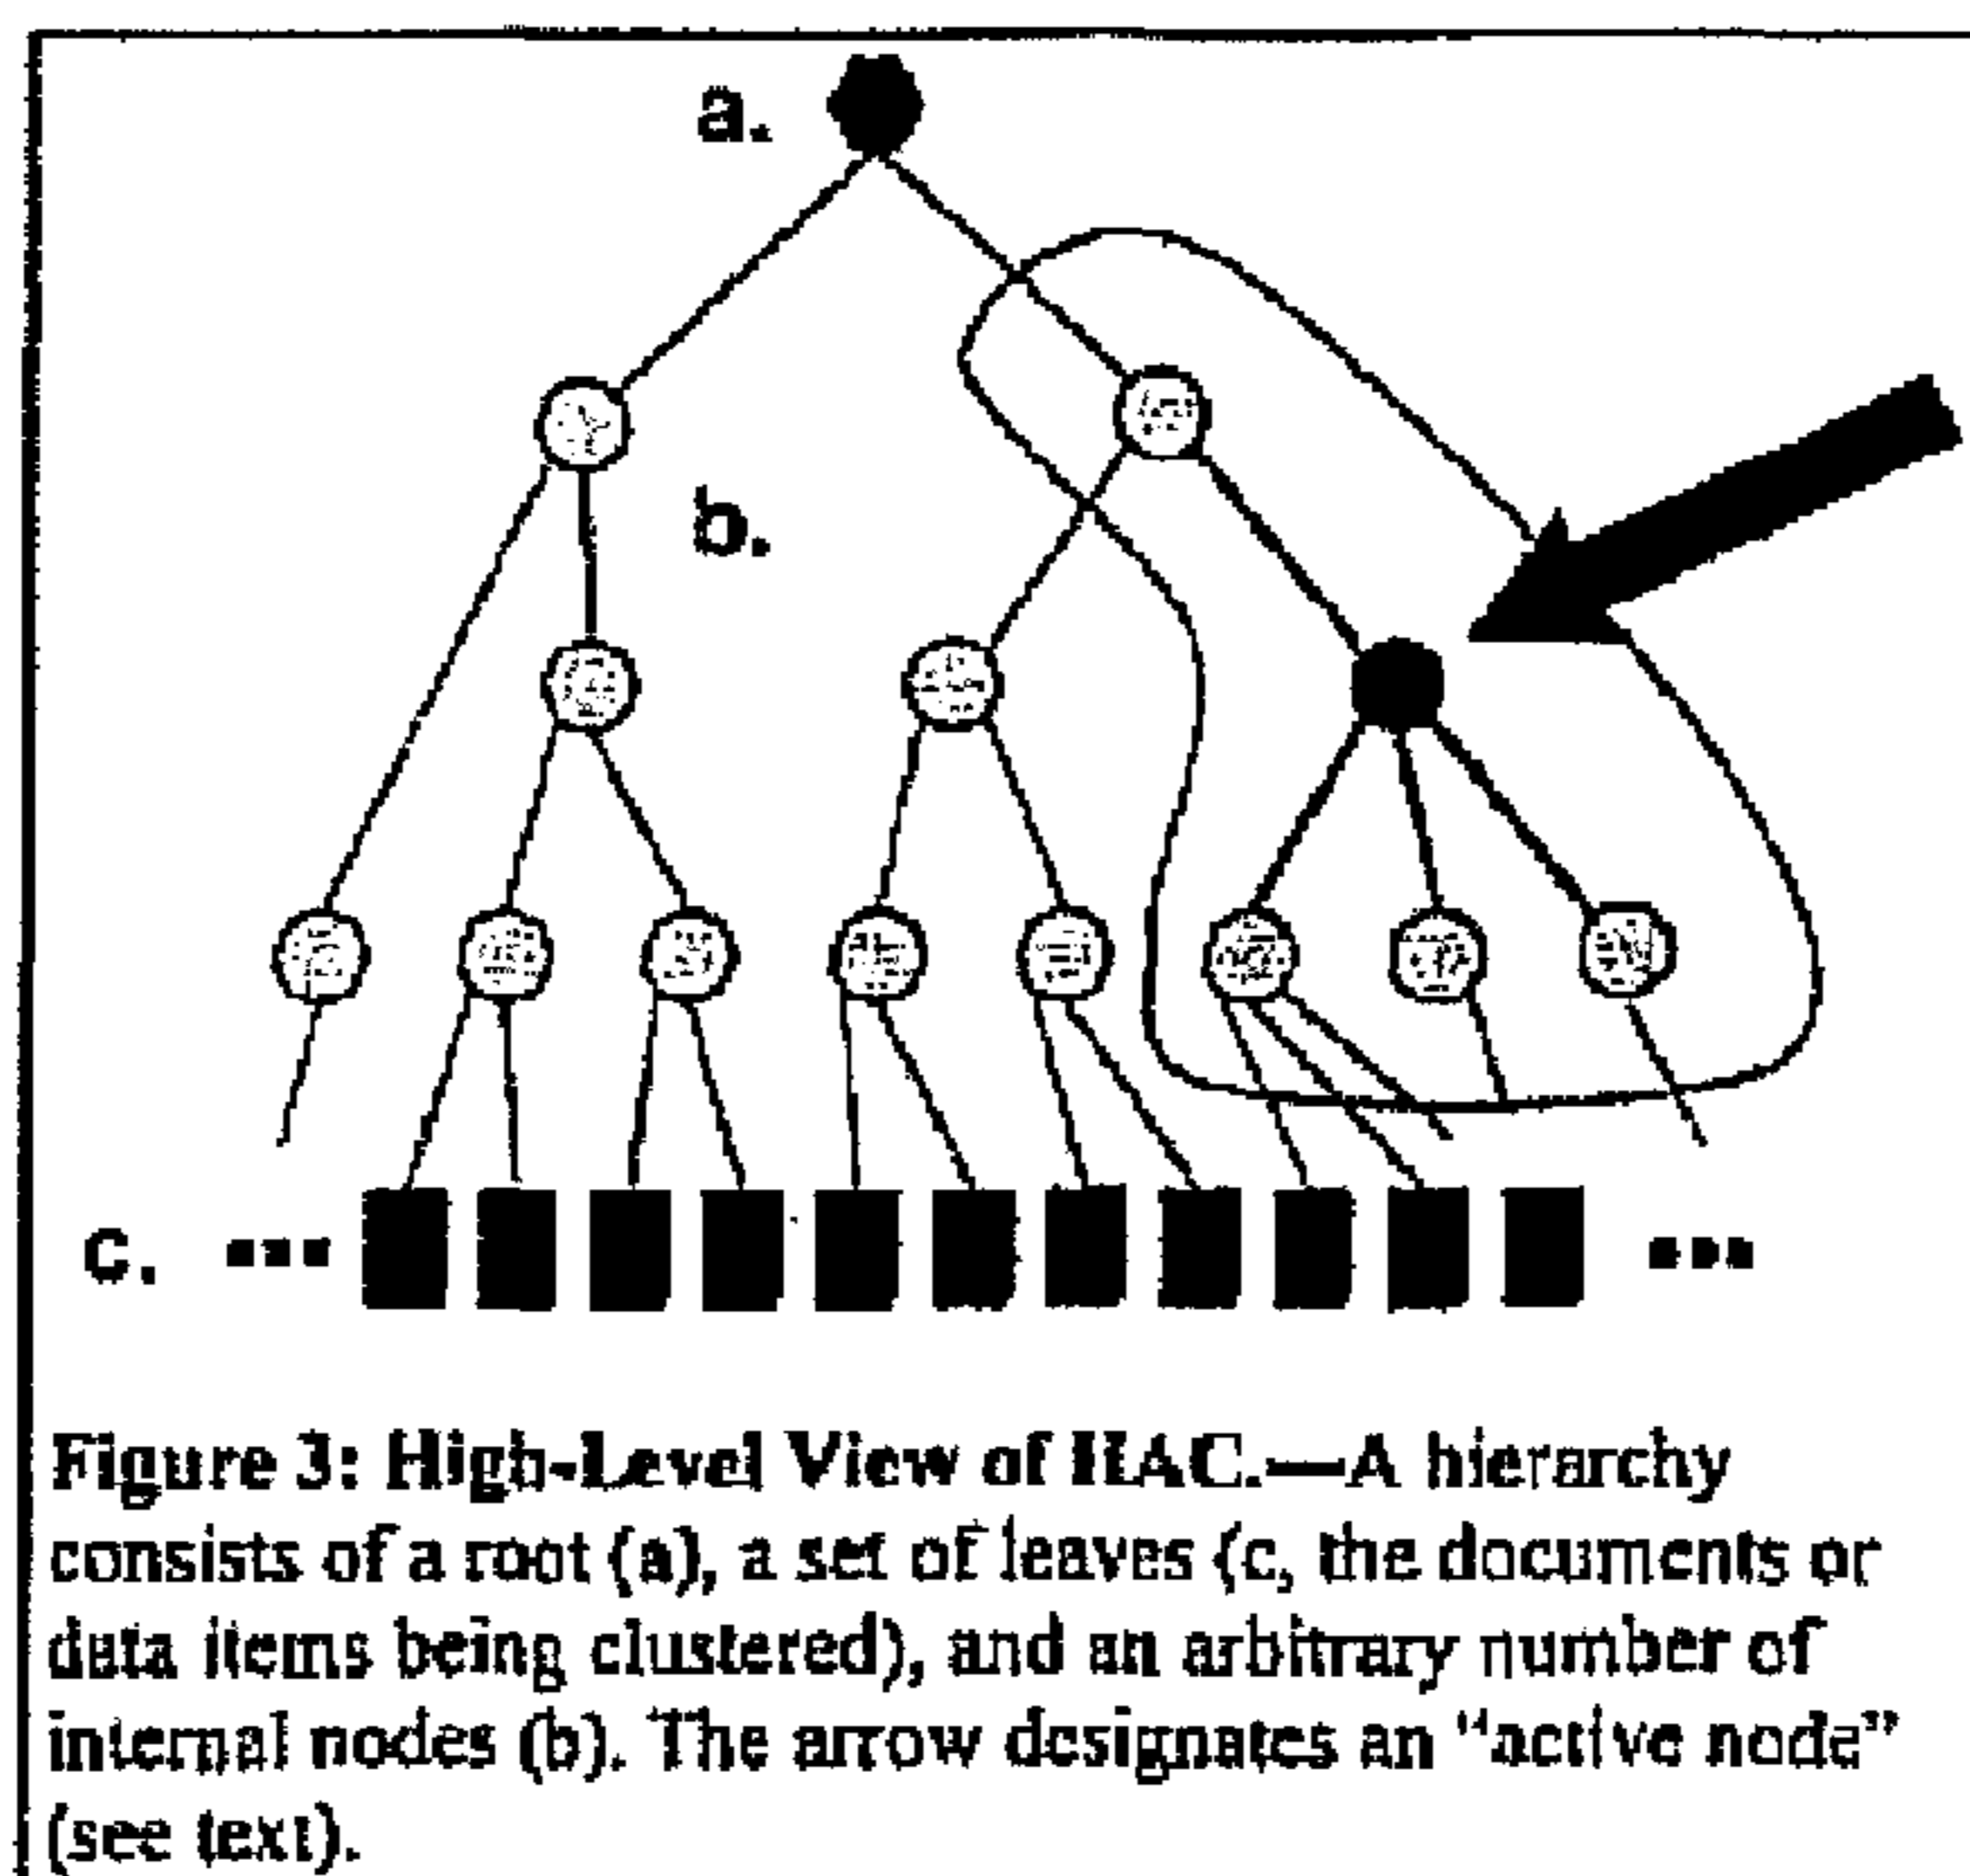 a.
b.
c. ... ...
Figure 3: High-Level View of HAC.—A hierarchy
consists of a root (a), a set of leaves (c, the documents or
data items being clustered), and an arbitrary number of
internal nodes (b). The arrow designates an “active node”
(see text).